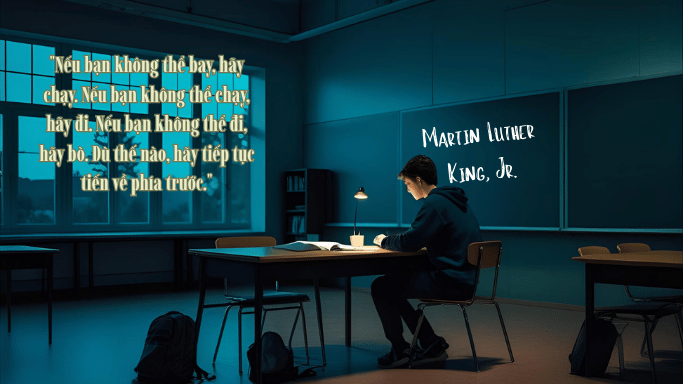 "Nếu bạn không thể bay, hãy
chạy. Nếu bạn không thể chạy,
hãy đi. Nếu bạn không thể đi,
hãy bò. Dù thế nào, hãy tiếp tục
tiến về phía trước."
Martin Luther
King, Jr.